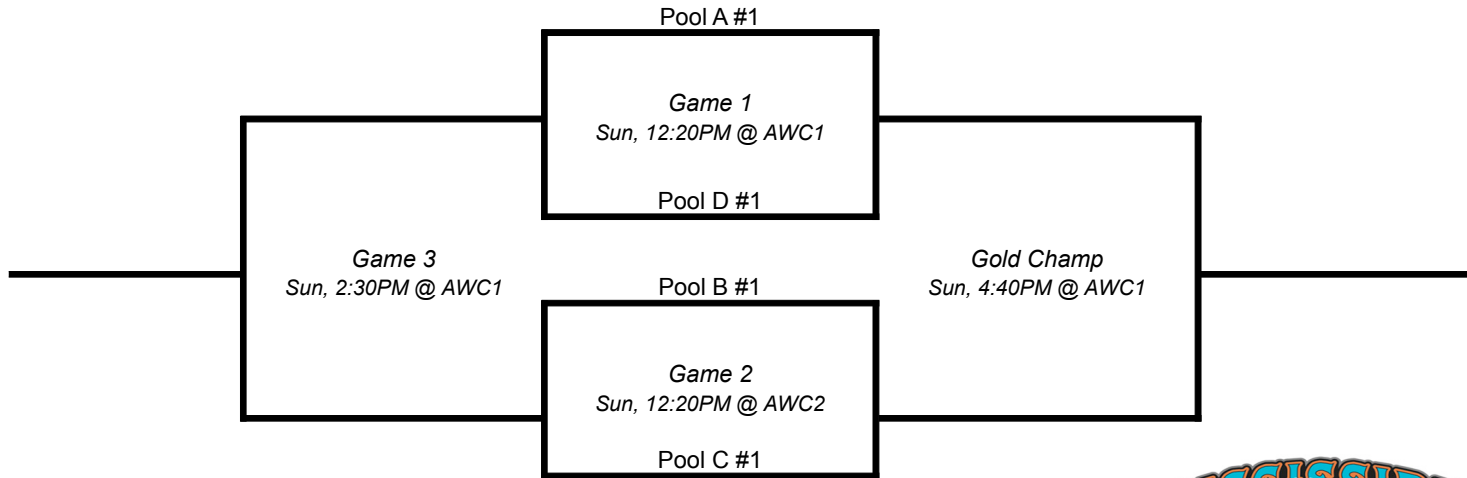 Pool A #1
Game 1
Sun, 12:20PM @ AWC1
Pool D #1
Game 3
Sun, 2:30PM @ AWC1
Gold Champ
Sun, 4:40PM @ AWC1
Pool B #1
Game 2
Sun, 12:20PM @ AWC2
Pool C #1